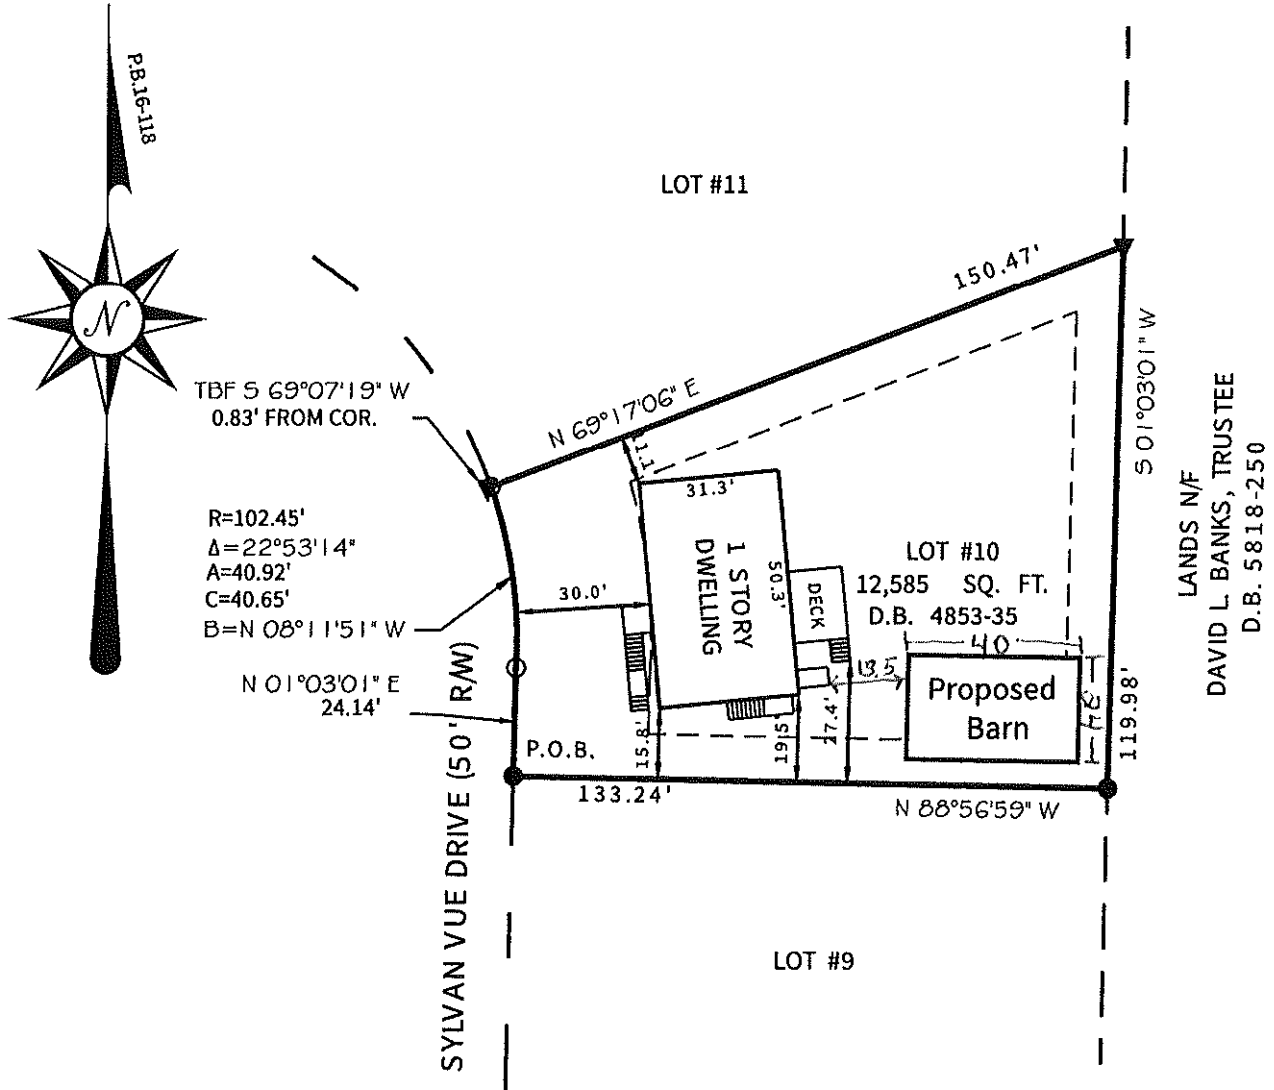 P.B.16-118
N
LOT #11
150.47'
N 69°17'06" E
TBF S 69°07'19" W
0.83' FROM COR.
S 01°03'01" W
LANDS N/F
DAVID L. BANKS, TRUSTEE
D.B. 5818-250
R=102.45'
Δ=22°53'14"
A=40.92'
C=40.65'
B=N 08°11'51" W
N 01°03'01" E
24.14'
31.3'
1 STORY
DWELLING
50.3'
DECK
30.0'
LOT #10
12,585 SQ. FT.
D.B. 4853-35
40
18.5
Proposed
Barn
119.98'
15.8'
19.5'
27.4'
P.O.B.
133.24'
N 88°56'59" W
SYLVAN VUE DRIVE (50' R/W)
LOT #9